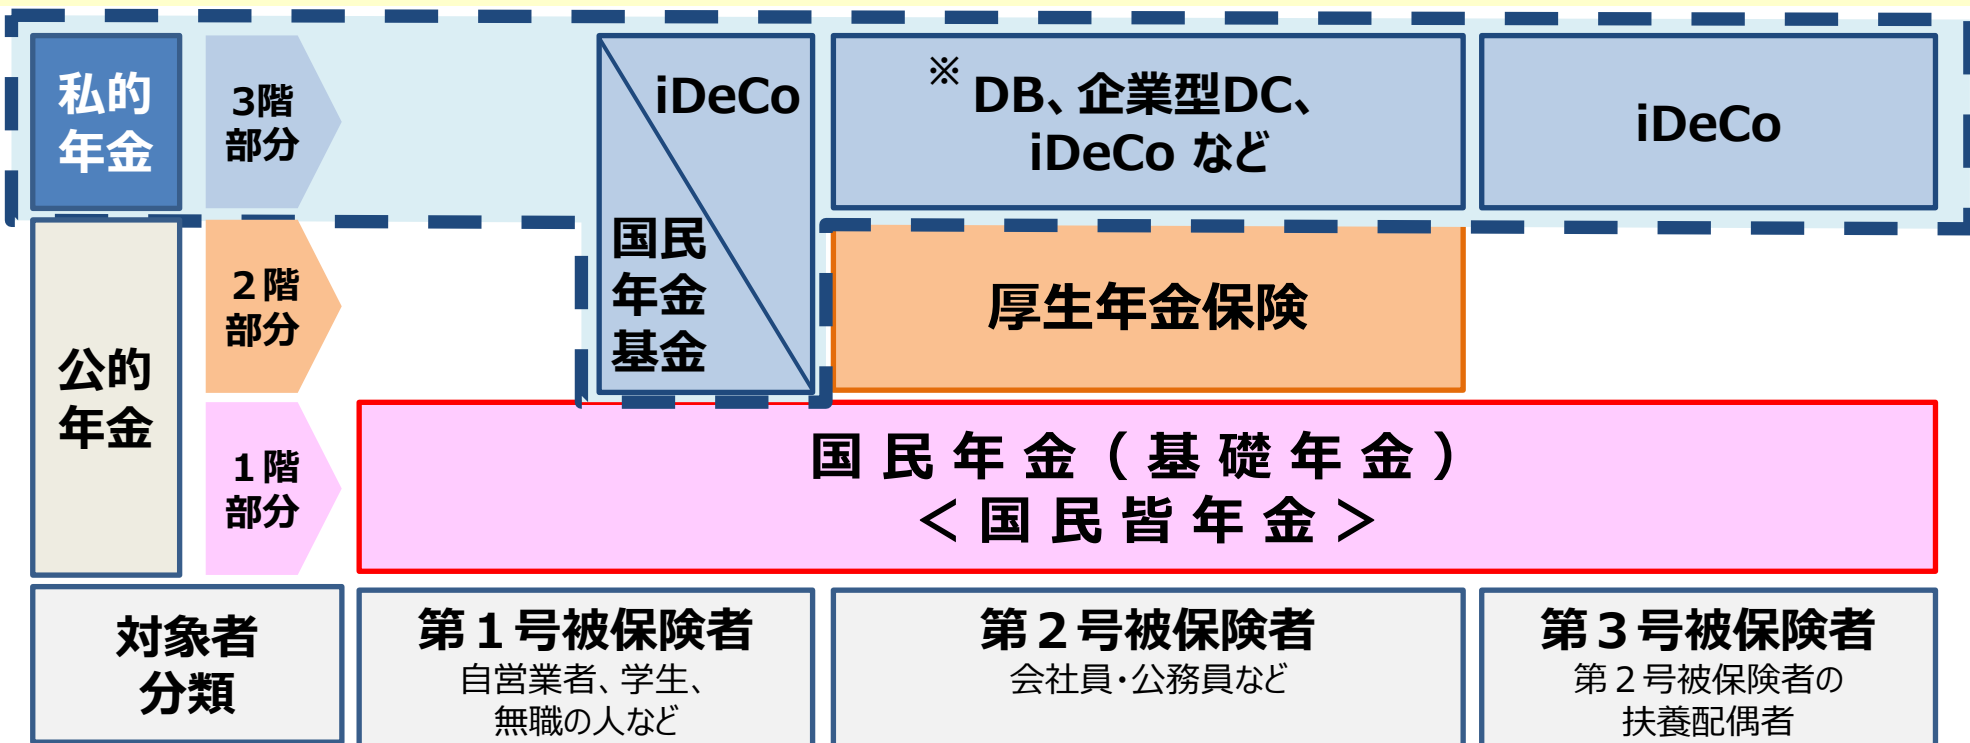 私的
年金
3階
部分
iDeCo
国民
年金
基金
※ DB、企業型DC、
iDeCo など
iDeCo
公的
年金
２階
部分
厚生年金保険
１階
部分
国民年金（基礎年金）
＜国民皆年金＞
対象者
分類
第１号被保険者
自営業者、学生、
無職の人など
第２号被保険者
会社員・公務員など
第３号被保険者
第２号被保険者の
扶養配偶者